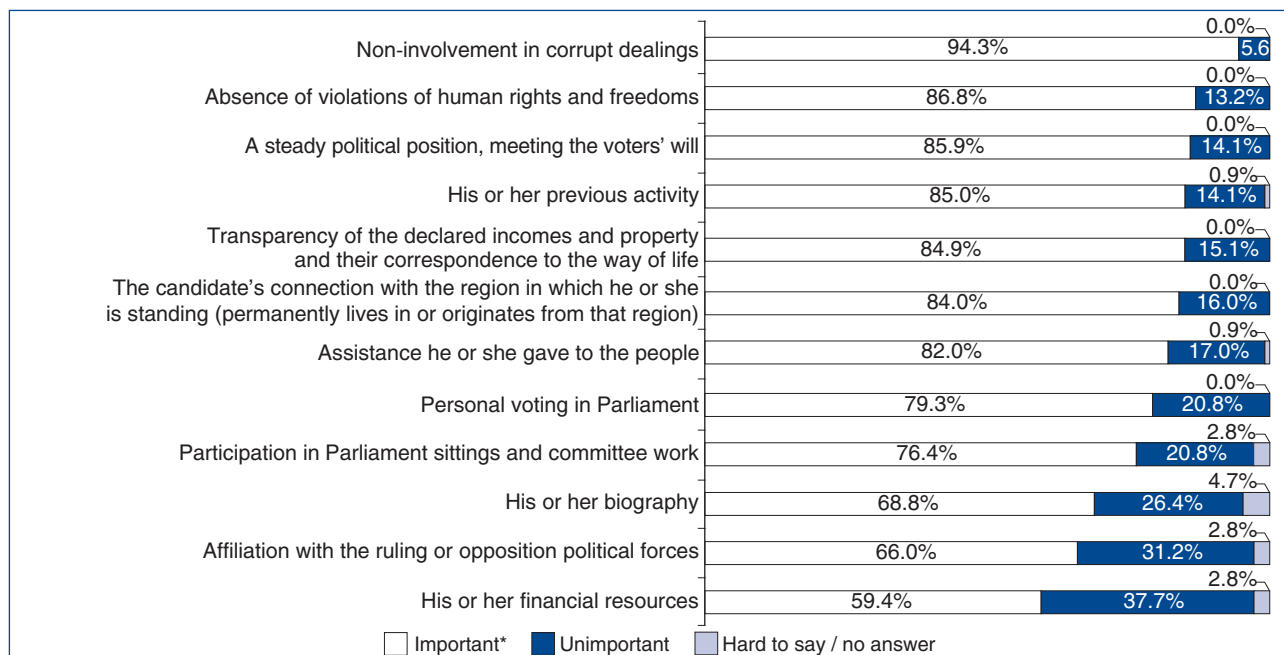 0.0%
Non-involvement in corrupt dealings 94.3% 5.6
0.0%
Absence of violations of human rights and freedoms 86.8% 13.2%
0.0%
A steady political position, meeting the voters’ will 85.9% 14.1%
0.9%
His or her previous activity 85.0% 14.1%
0.0%
Transparency of the declared incomes and property
and their correspondence to the way of life 84.9% 15.1%
0.0%
The candidate’s connection with the region in which he or she
is standing (permanently lives in or originates from that region) 84.0% 16.0%
0.9%
Assistance he or she gave to the people 82.0% 17.0%
0.0%
Personal voting in Parliament 79.3% 20.8%
2.8%
Participation in Parliament sittings and committee work 76.4% 20.8%
4.7%
His or her biography 68.8% 26.4%
2.8%
Affiliation with the ruling or opposition political forces 66.0% 31.2%
2.8%
His or her financial resources 59.4% 37.7%
Important* Unimportant Hard to say / no answer